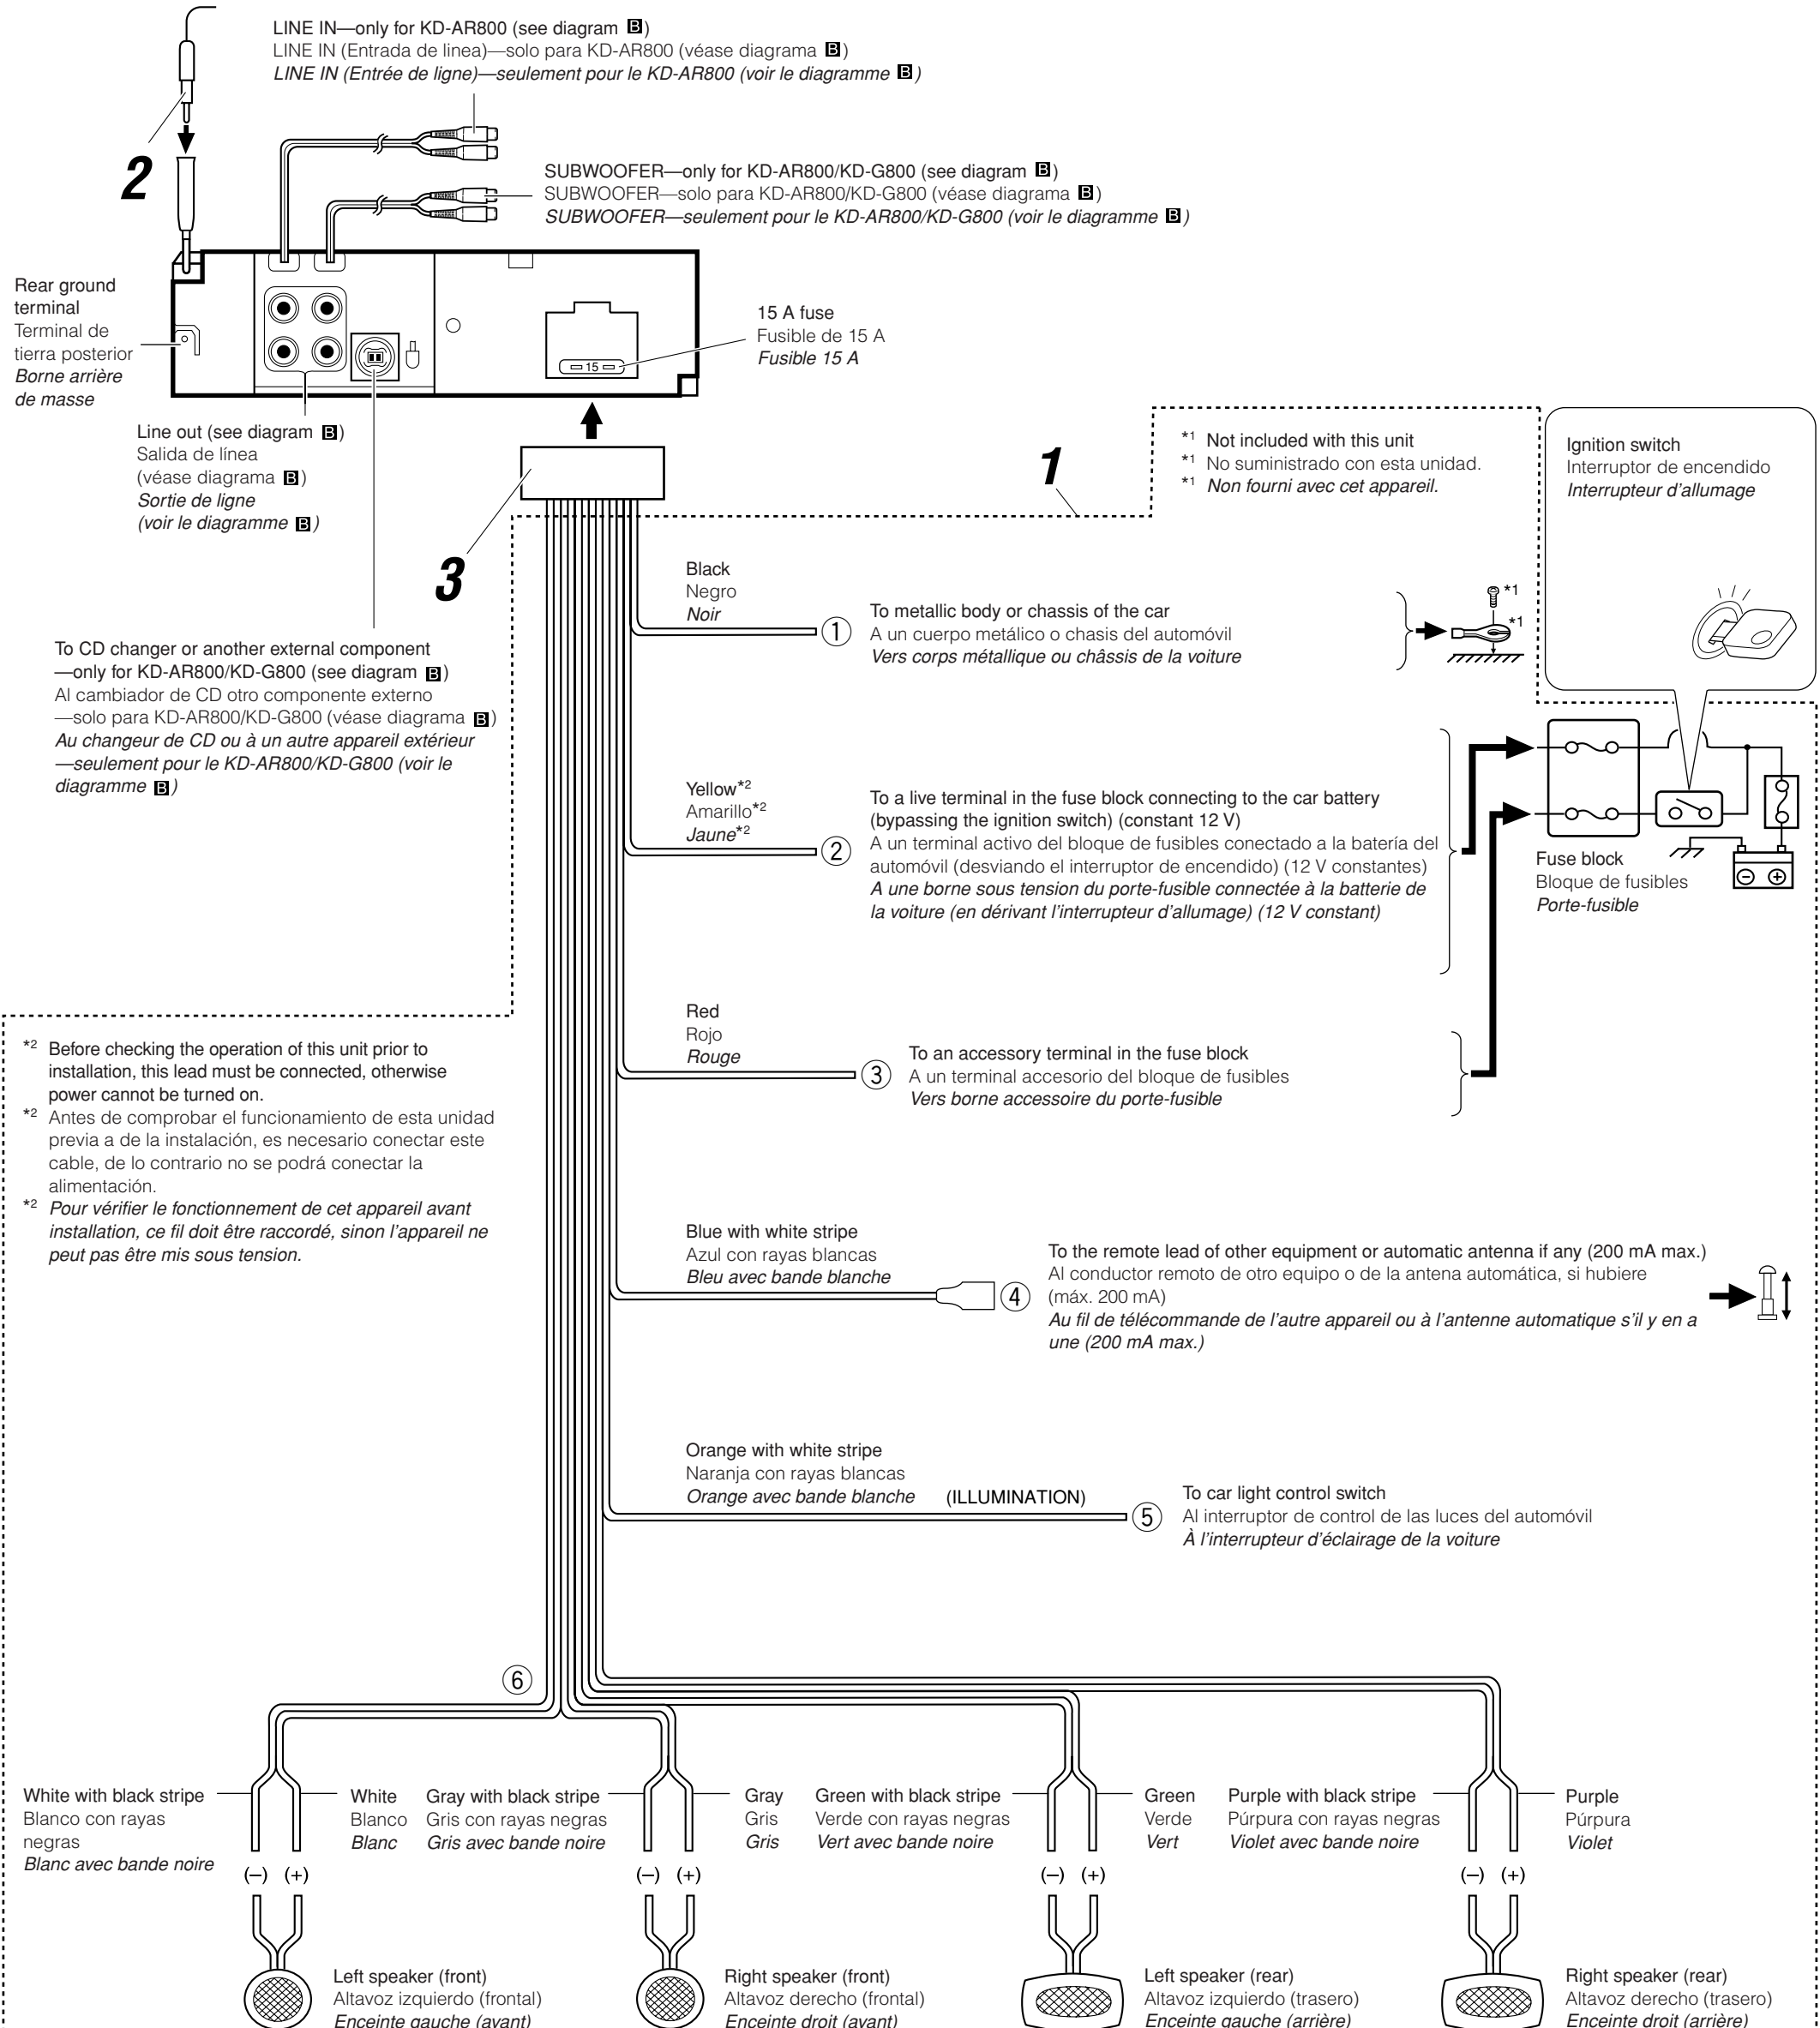 LINE IN—only for KD-AR800 (see diagram B)
LINE IN (Entrada de linea)—solo para KD-AR800 (véase diagrama B)
LINE IN (Entrée de ligne)—seulement pour le KD-AR800 (voir le diagramme B)
2
SUBWOOFER—only for KD-AR800/KD-G800 (see diagram B)
SUBWOOFER—solo para KD-AR800/KD-G800 (véase diagrama B)
SUBWOOFER—seulement pour le KD-AR800/KD-G800 (voir le diagramme B)
Rear ground
terminal
Terminal de
tierra posterior
Borne arrière
de masse
15 A fuse
Fusible de 15 A
Fusible 15 A
15
Line out (see diagram B)
Salida de línea
(véase diagrama B)
Sortie de ligne
(voir le diagramme B)
1
*1 Not included with this unit
*1 No suministrado con esta unidad.
*1 Non fourni avec cet appareil.
Ignition switch
Interruptor de encendido
Interrupteur d'allumage
3
To CD changer or another external component
—only for KD-AR800/KD-G800 (see diagram B)
Al cambiador de CD otro componente externo
—solo para KD-AR800/KD-G800 (véase diagrama B)
Au changeur de CD ou à un autre appareil extérieur
—seulement pour le KD-AR800/KD-G800 (voir le
diagramme B)
Black
Negro
Noir
①
To metallic body or chassis of the car
A un cuerpo metálico o chasis del automóvil
Vers corps métallique ou châssis de la voiture
*1
*1
Yellow*2
Amarillo*2
Jaune*2
②
To a live terminal in the fuse block connecting to the car battery
(bypassing the ignition switch) (constant 12 V)
A un terminal activo del bloque de fusibles conectado a la batería del
automóvil (desviando el interruptor de encendido) (12 V constantes)
A une borne sous tension du porte-fusible connectée à la batterie de
la voiture (en dérivant l'interrupteur d'allumage) (12 V constant)
Fuse block
Bloque de fusibles
Porte-fusible
Red
Rojo
Rouge
③
To an accessory terminal in the fuse block
A un terminal accesorio del bloque de fusibles
Vers borne accessoire du porte-fusible
*2 Before checking the operation of this unit prior to
installation, this lead must be connected, otherwise
power cannot be turned on.
*2 Antes de comprobar el funcionamiento de esta unidad
previa a de la instalación, es necesario conectar este
cable, de lo contrario no se podrá conectar la
alimentación.
*2 Pour vérifier le fonctionnement de cet appareil avant
installation, ce fil doit être raccordé, sinon l'appareil ne
peut pas être mis sous tension.
Blue with white stripe
Azul con rayas blancas
Bleu avec bande blanche
④
To the remote lead of other equipment or automatic antenna if any (200 mA max.)
Al conductor remoto de otro equipo o de la antena automática, si hubiere
(máx. 200 mA)
Au fil de télécommande de l'autre appareil ou à l'antenne automatique s'il y en a
une (200 mA max.)
Orange with white stripe
Naranja con rayas blancas
Orange avec bande blanche (ILLUMINATION)
⑤
To car light control switch
Al interruptor de control de las luces del automóvil
À l'interrupteur d'éclairage de la voiture
⑥
White with black stripe
Blanco con rayas
negras
Blanc avec bande noire
White
Blanco
Blanc
Gray with black stripe
Gris con rayas negras
Gris avec bande noire
Gray
Gris
Gris
Green with black stripe
Verde con rayas negras
Vert avec bande noire
Green
Verde
Vert
Purple with black stripe
Púrpura con rayas negras
Violet avec bande noire
Purple
Púrpura
Violet
(–) (+) (–) (+) (–) (+) (–) (+)
Left speaker (front)
Altavoz izquierdo (frontal)
Enceinte gauche (avant)
Right speaker (front)
Altavoz derecho (frontal)
Enceinte droit (avant)
Left speaker (rear)
Altavoz izquierdo (trasero)
Enceinte gauche (arrière)
Right speaker (rear)
Altavoz derecho (trasero)
Enceinte droit (arrière)